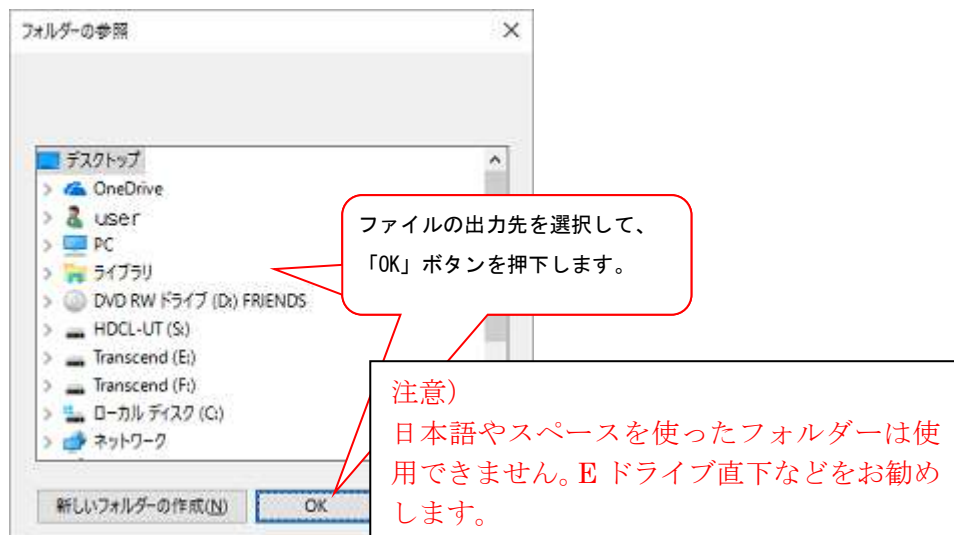 フォルダーの参照
デスクトップ
OneDrive
user
PC
ライブラリ
DVD RW ドライブ (D:) FRIENDS
HDCL-UT (S:)
Transcend (E:)
Transcend (F:)
ローカル ディスク (C:)
ネットワーク
新しいフォルダーの作成(N)
OK
ファイルの出力先を選択して、
「OK」ボタンを押下します。
注意）
日本語やスペースを使ったフォルダーは使
用できません。E ドライブ直下などをお勧め
します。